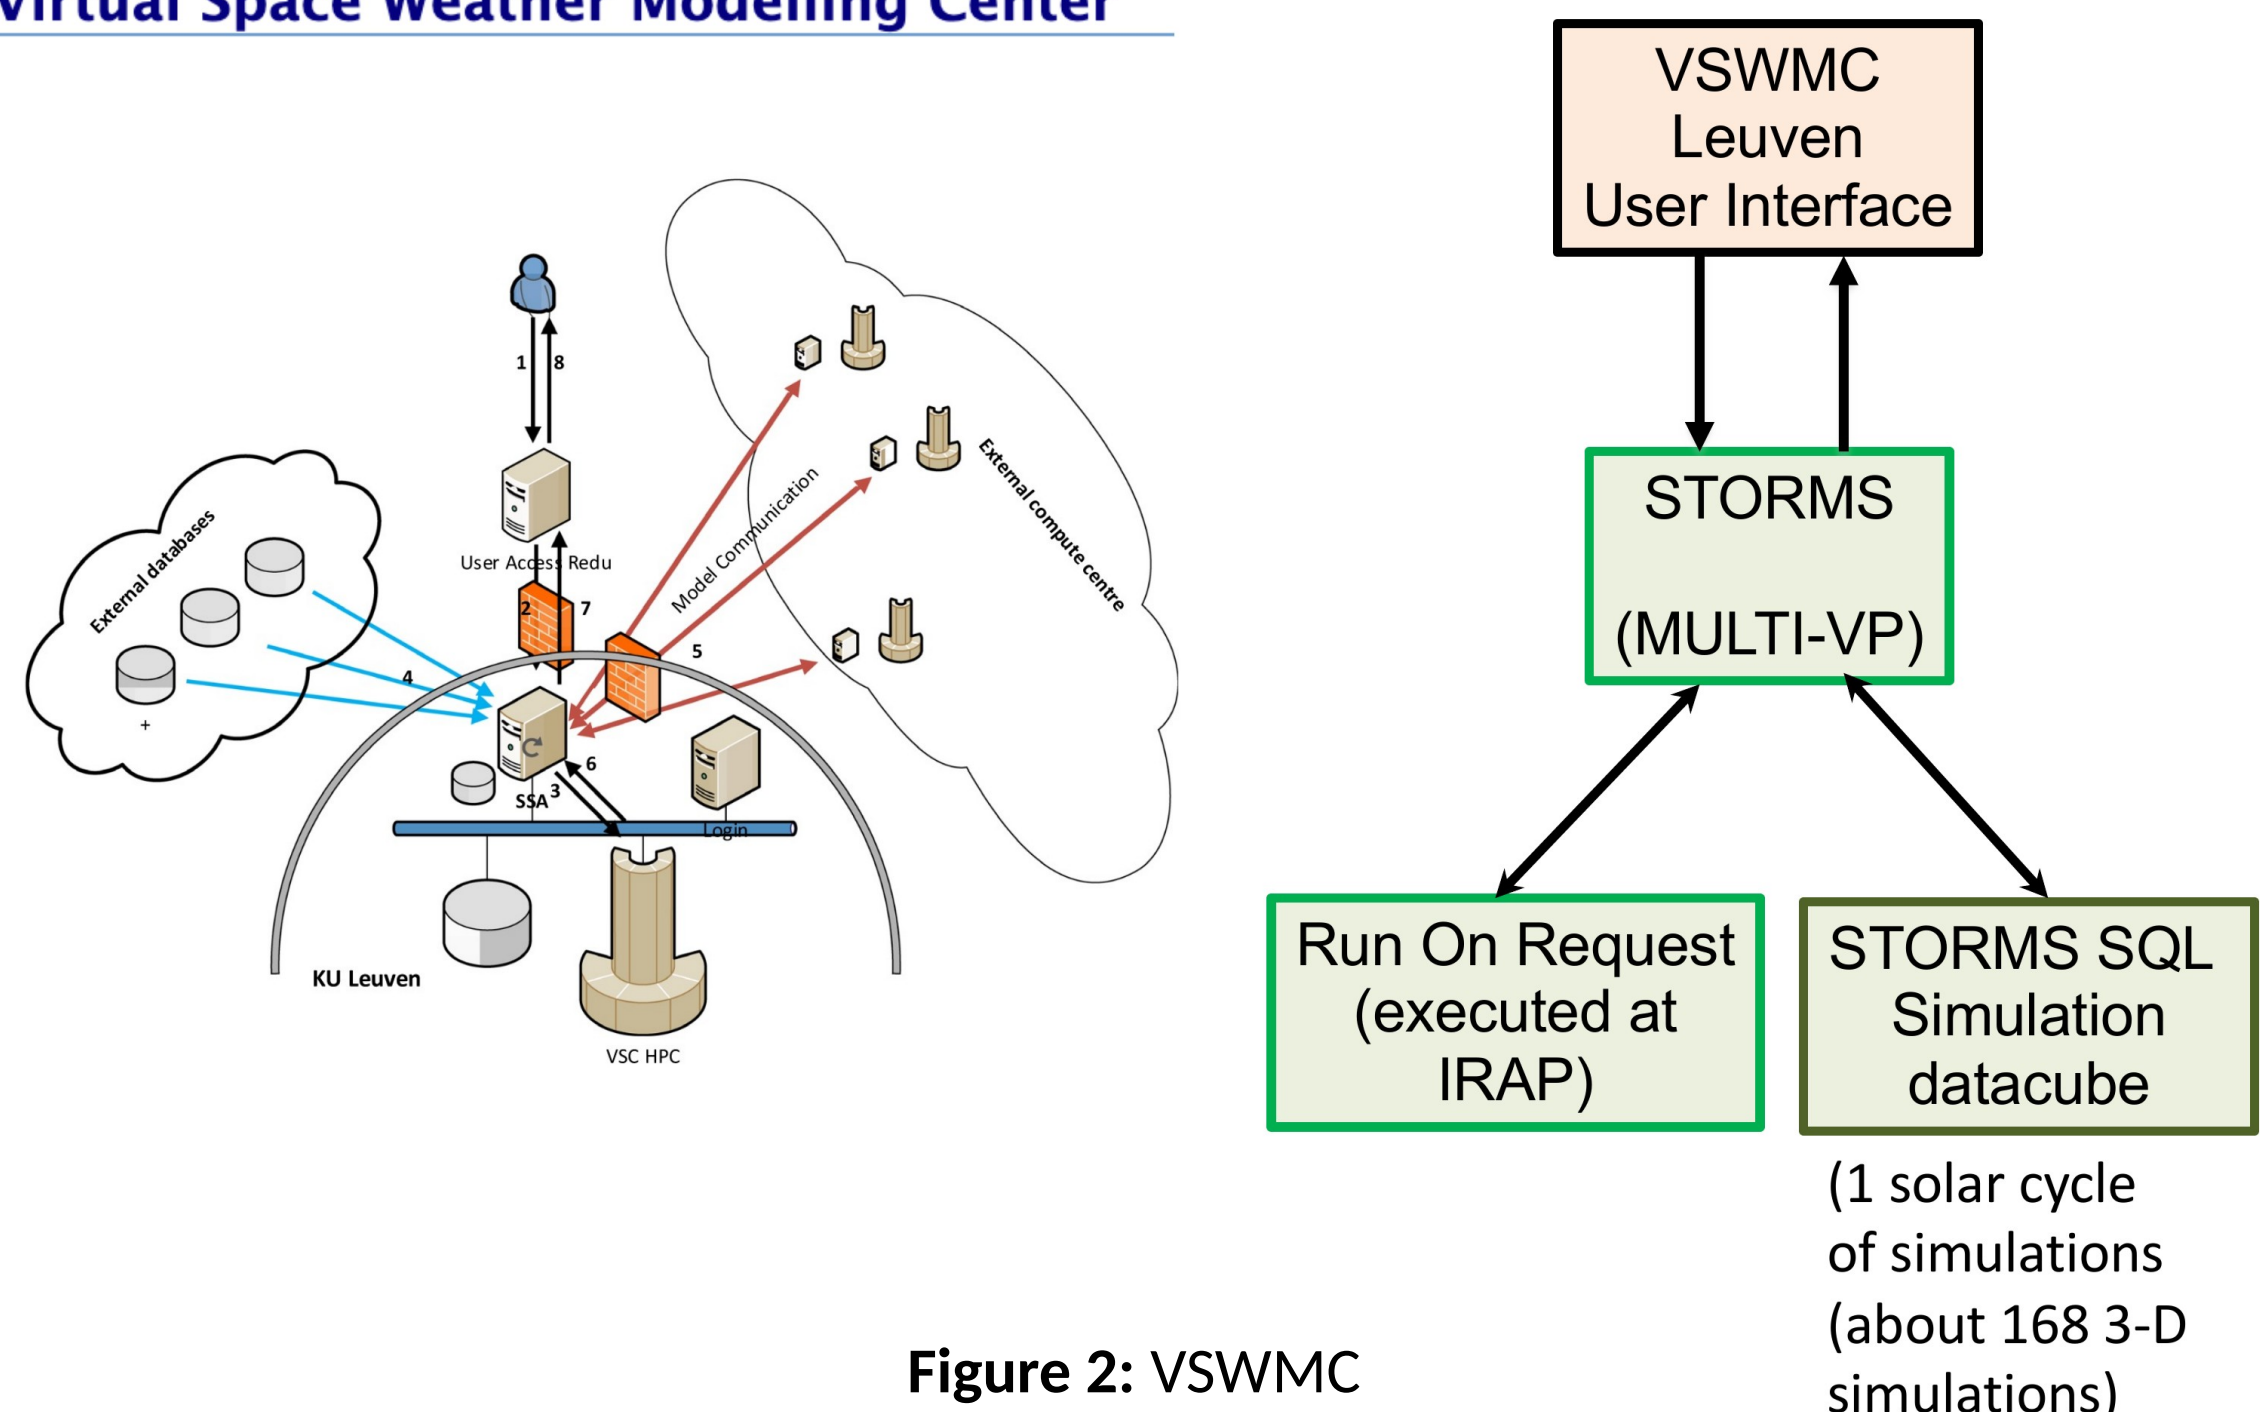 Virtual Space Weather Modelling Center
1
8
User Access Redu
2
7
External databases
4
+
Model Communication
External compute centre
5
6
3
SSA
Login
KU Leuven
VSC HPC
VSWMC
Leuven
User Interface
STORMS
(MULTI-VP)
Run On Request
(executed at
IRAP)
STORMS SQL
Simulation
datacube
(1 solar cycle
of simulations
(about 168 3-D
simulations)
Figure 2: VSWMC